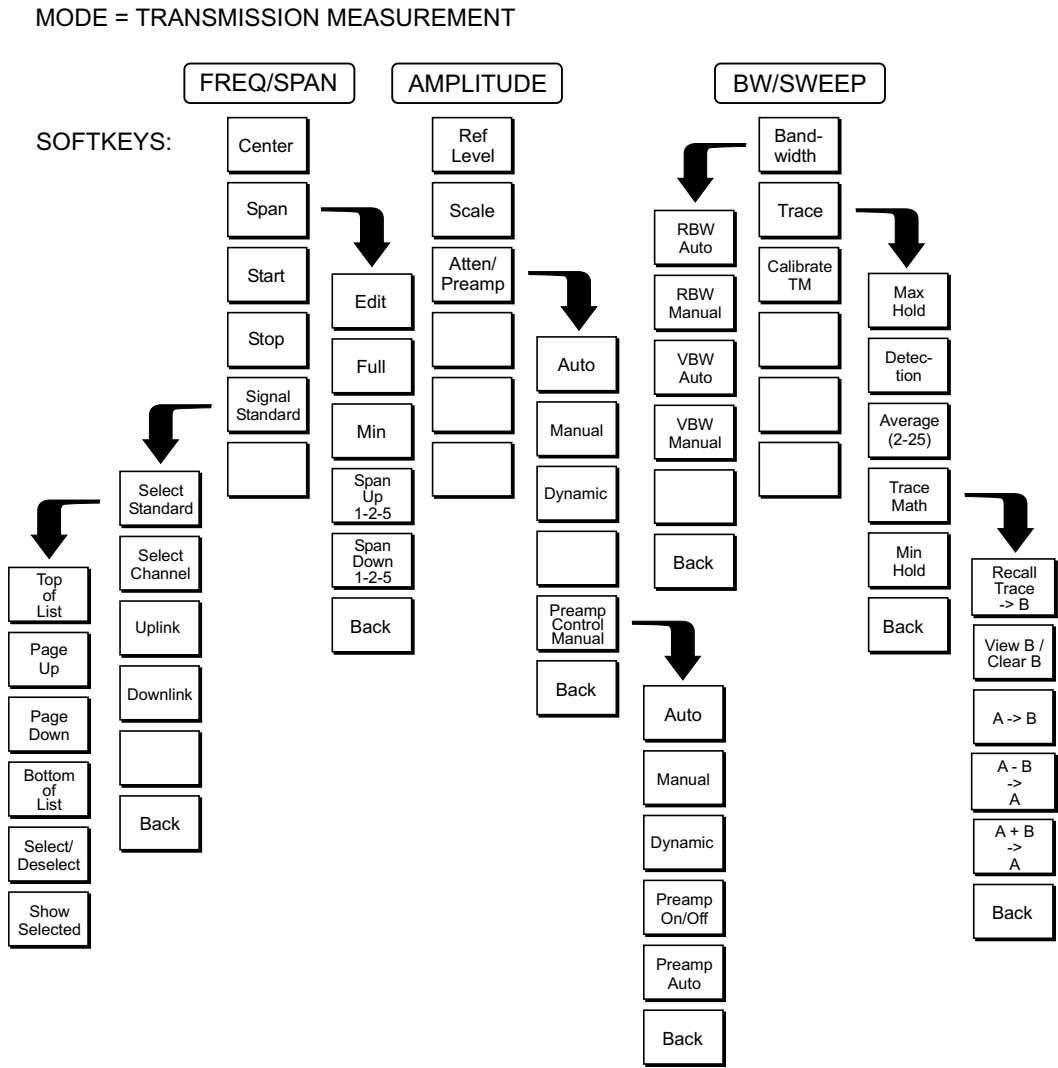 MODE = TRANSMISSION MEASUREMENT
FREQ/SPAN
AMPLITUDE
BW/SWEEP
SOFTKEYS:
Center
Span
Start
Stop
Signal
Standard
Edit
Full
Min
Span
Up
1-2-5
Span
Down
1-2-5
Back
Select
Standard
Select
Channel
Uplink
Downlink
Back
Top
of
List
Page
Up
Page
Down
Bottom
of
List
Select/
Deselect
Show
Selected
Ref
Level
Scale
Atten/
Preamp
Auto
Manual
Dynamic
Preamp
Control
Manual
Back
Auto
Manual
Dynamic
Preamp
On/Off
Preamp
Auto
Back
Band-
width
Trace
Calibrate
TM
RBW
Auto
RBW
Manual
VBW
Auto
VBW
Manual
Back
Max
Hold
Detec-
tion
Average
(2-25)
Trace
Math
Min
Hold
Back
Recall
Trace
-> B
View B /
Clear B
A -> B
A - B
->
A
A + B
->
A
Back